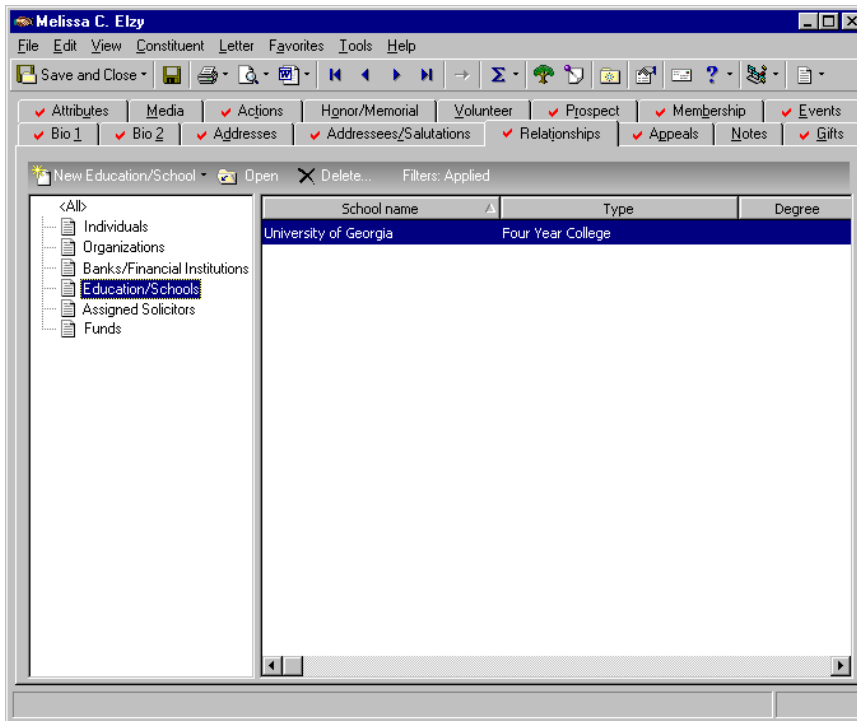 Melissa C. Elzy
File Edit View Constituent Letter Favorites Tools Help
Save and Close
Attributes Media Actions Honor/Memorial Volunteer Prospect Membership Events
Bio 1 Bio 2 Addresses Addressees/Salutations Relationships Appeals Notes Gifts
New Education/School Open Delete... Filters: Applied
<All> School name Type Degree
Individuals University of Georgia Four Year College
Organizations
Banks/Financial Institutions
Education/Schools
Assigned Solicitors
Funds